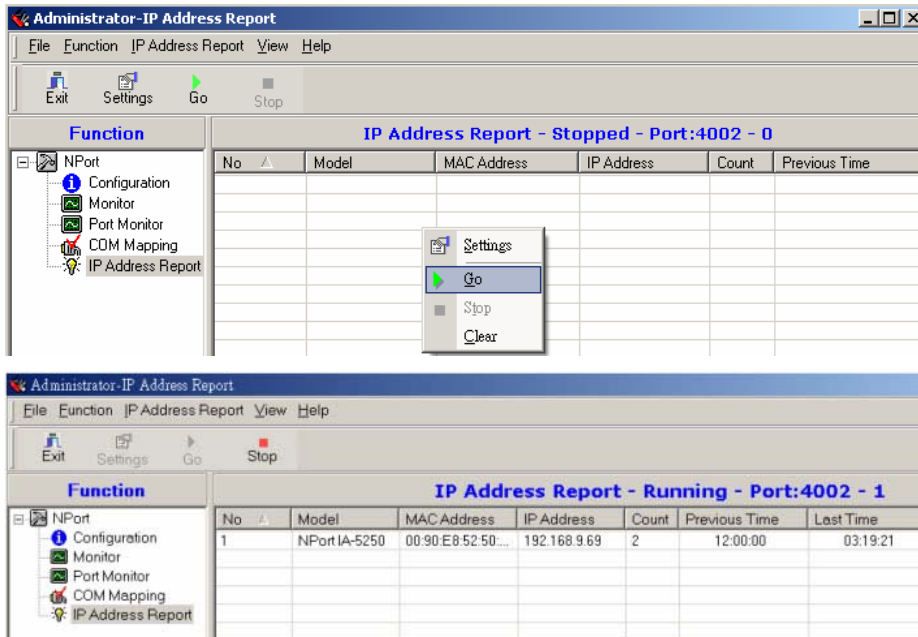 Administrator-IP Address Report
File Function IP Address Report View Help
Exit Settings Go Stop
Function IP Address Report - Stopped - Port:4002 - 0
NPort No Model MAC Address IP Address Count Previous Time
Configuration
Monitor
Port Monitor
COM Mapping Settings
IP Address Report
Go
Stop
Clear
Administrator-IP Address Report
File Function IP Address Report View Help
Exit Settings Go Stop
Function IP Address Report - Running - Port:4002 - 1
NPort No Model MAC Address IP Address Count Previous Time Last Time
Configuration 1 NPort IA-5250 00:90:E8:52:50:... 192.168.9.69 2 12:00:00 03:19:21
Monitor
Port Monitor
COM Mapping
IP Address Report